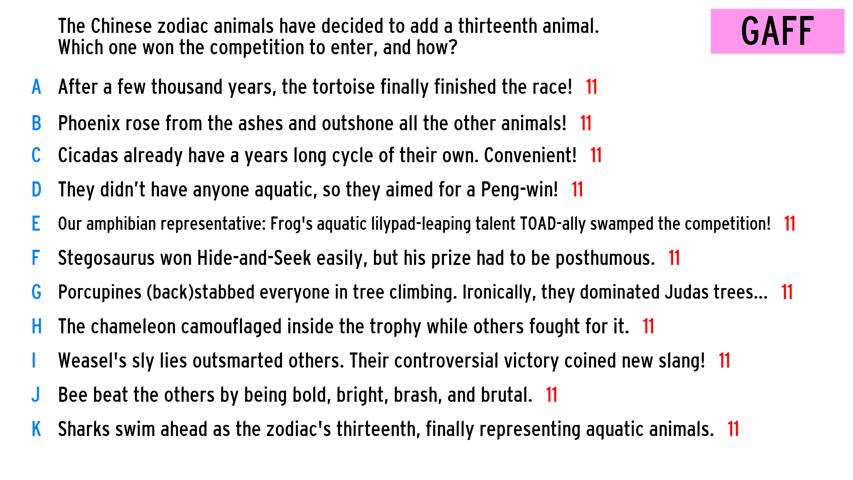 The Chinese zodiac animals have decided to add a thirteenth animal.
Which one won the competition to enter, and how?
GAFF
A After a few thousand years, the tortoise finally finished the race! 11
B Phoenix rose from the ashes and outshone all the other animals! 11
C Cicadas already have a years long cycle of their own. Convenient! 11
D They didn't have anyone aquatic, so they aimed for a Peng-win! 11
E Our amphibian representative: Frog's aquatic lilypad-leaping talent TOAD-ally swamped the competition! 11
F Stegosaurus won Hide-and-Seek easily, but his prize had to be posthumous. 11
G Porcupines (back)stabbed everyone in tree climbing. Ironically, they dominated Judas trees... 11
H The chameleon camouflaged inside the trophy while others fought for it. 11
I Weasel's sly lies outsmarted others. Their controversial victory coined new slang! 11
J Bee beat the others by being bold, bright, brash, and brutal. 11
K Sharks swim ahead as the zodiac's thirteenth, finally representing aquatic animals. 11